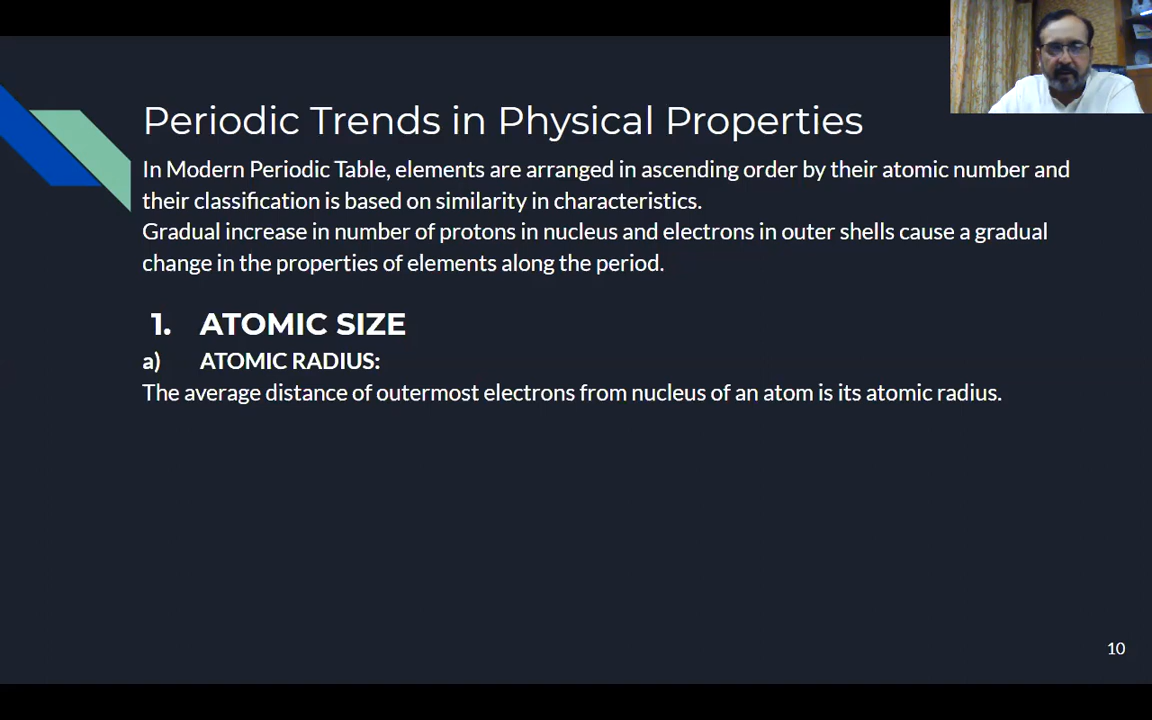 Periodic Trends in Physical Properties
In Modern Periodic Table, elements are arranged in ascending order by their atomic number and
their classification is based on similarity in characteristics.
Gradual increase in number of protons in nucleus and electrons in outer shells cause a gradual
change in the properties of elements along the period.
1. ATOMIC SIZE
a) ATOMIC RADIUS:
The average distance of outermost electrons from nucleus of an atom is its atomic radius.
10